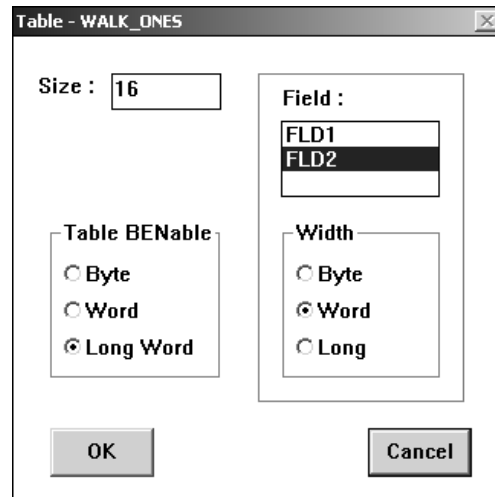 Table - WALK_ONES
Size : 16
Field :
FLD1
FLD2
Table BENable
Byte
Word
Long Word
Width
Byte
Word
Long
OK
Cancel